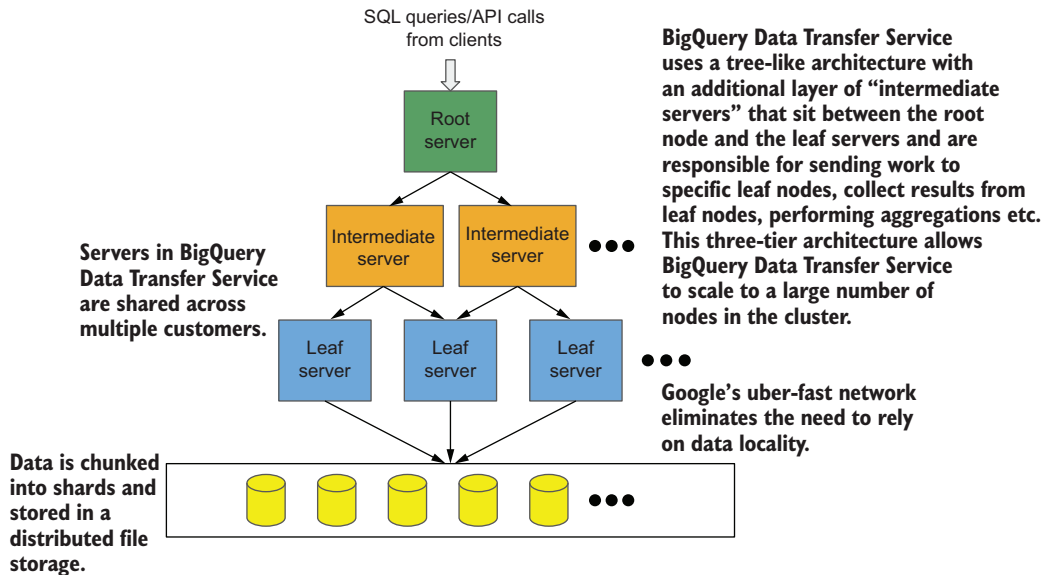 SQL queries/API calls
from clients
BigQuery Data Transfer Service
uses a tree-like architecture with
an additional layer of “intermediate
servers” that sit between the root
node and the leaf servers and are
responsible for sending work to
specific leaf nodes, collect results from
leaf nodes, performing aggregations etc.
This three-tier architecture allows
BigQuery Data Transfer Service
to scale to a large number of
nodes in the cluster.
Root
server
Intermediate
server
Intermediate
server
Servers in BigQuery
Data Transfer Service
are shared across
multiple customers.
Leaf
server
Leaf
server
Leaf
server
Google’s uber-fast network
eliminates the need to rely
on data locality.
Data is chunked
into shards and
stored in a
distributed file
storage.